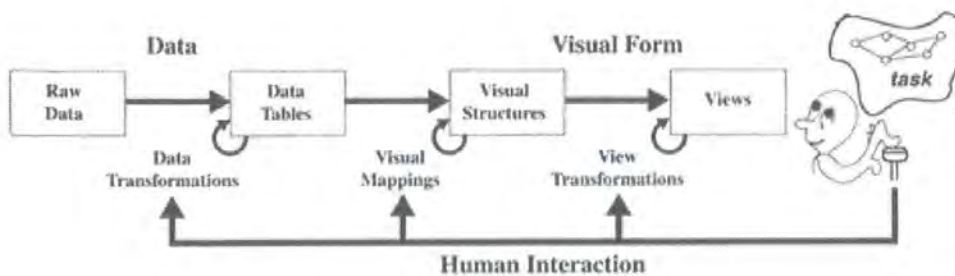 Data
Visual Form
task
Raw
Data
Data
Tables
Visual
Structures
Views
Data
Transformations
Visual
Mappings
View
Transformations
Human Interaction